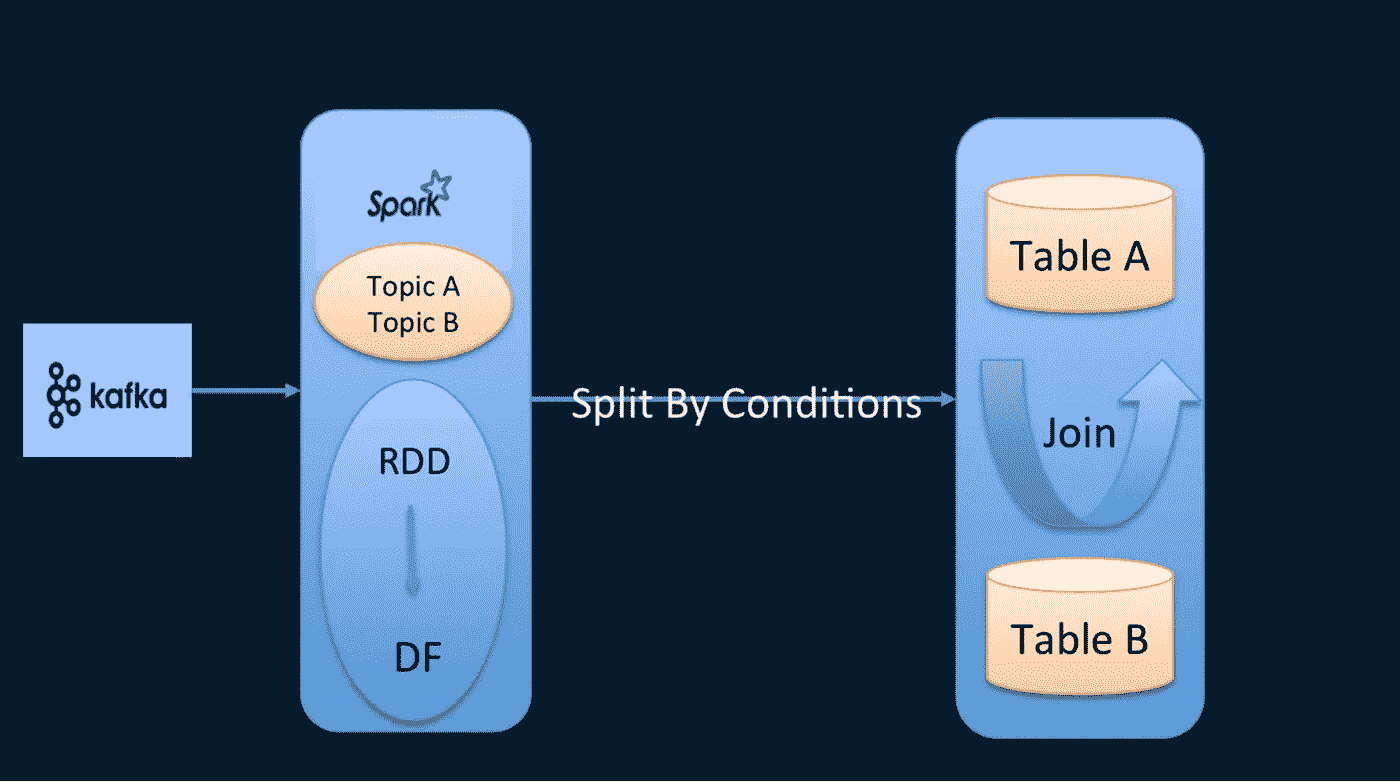 Spark
Topic A
Topic B
kafka
RDD
DF
Split By Conditions
Table A
Join
Table B